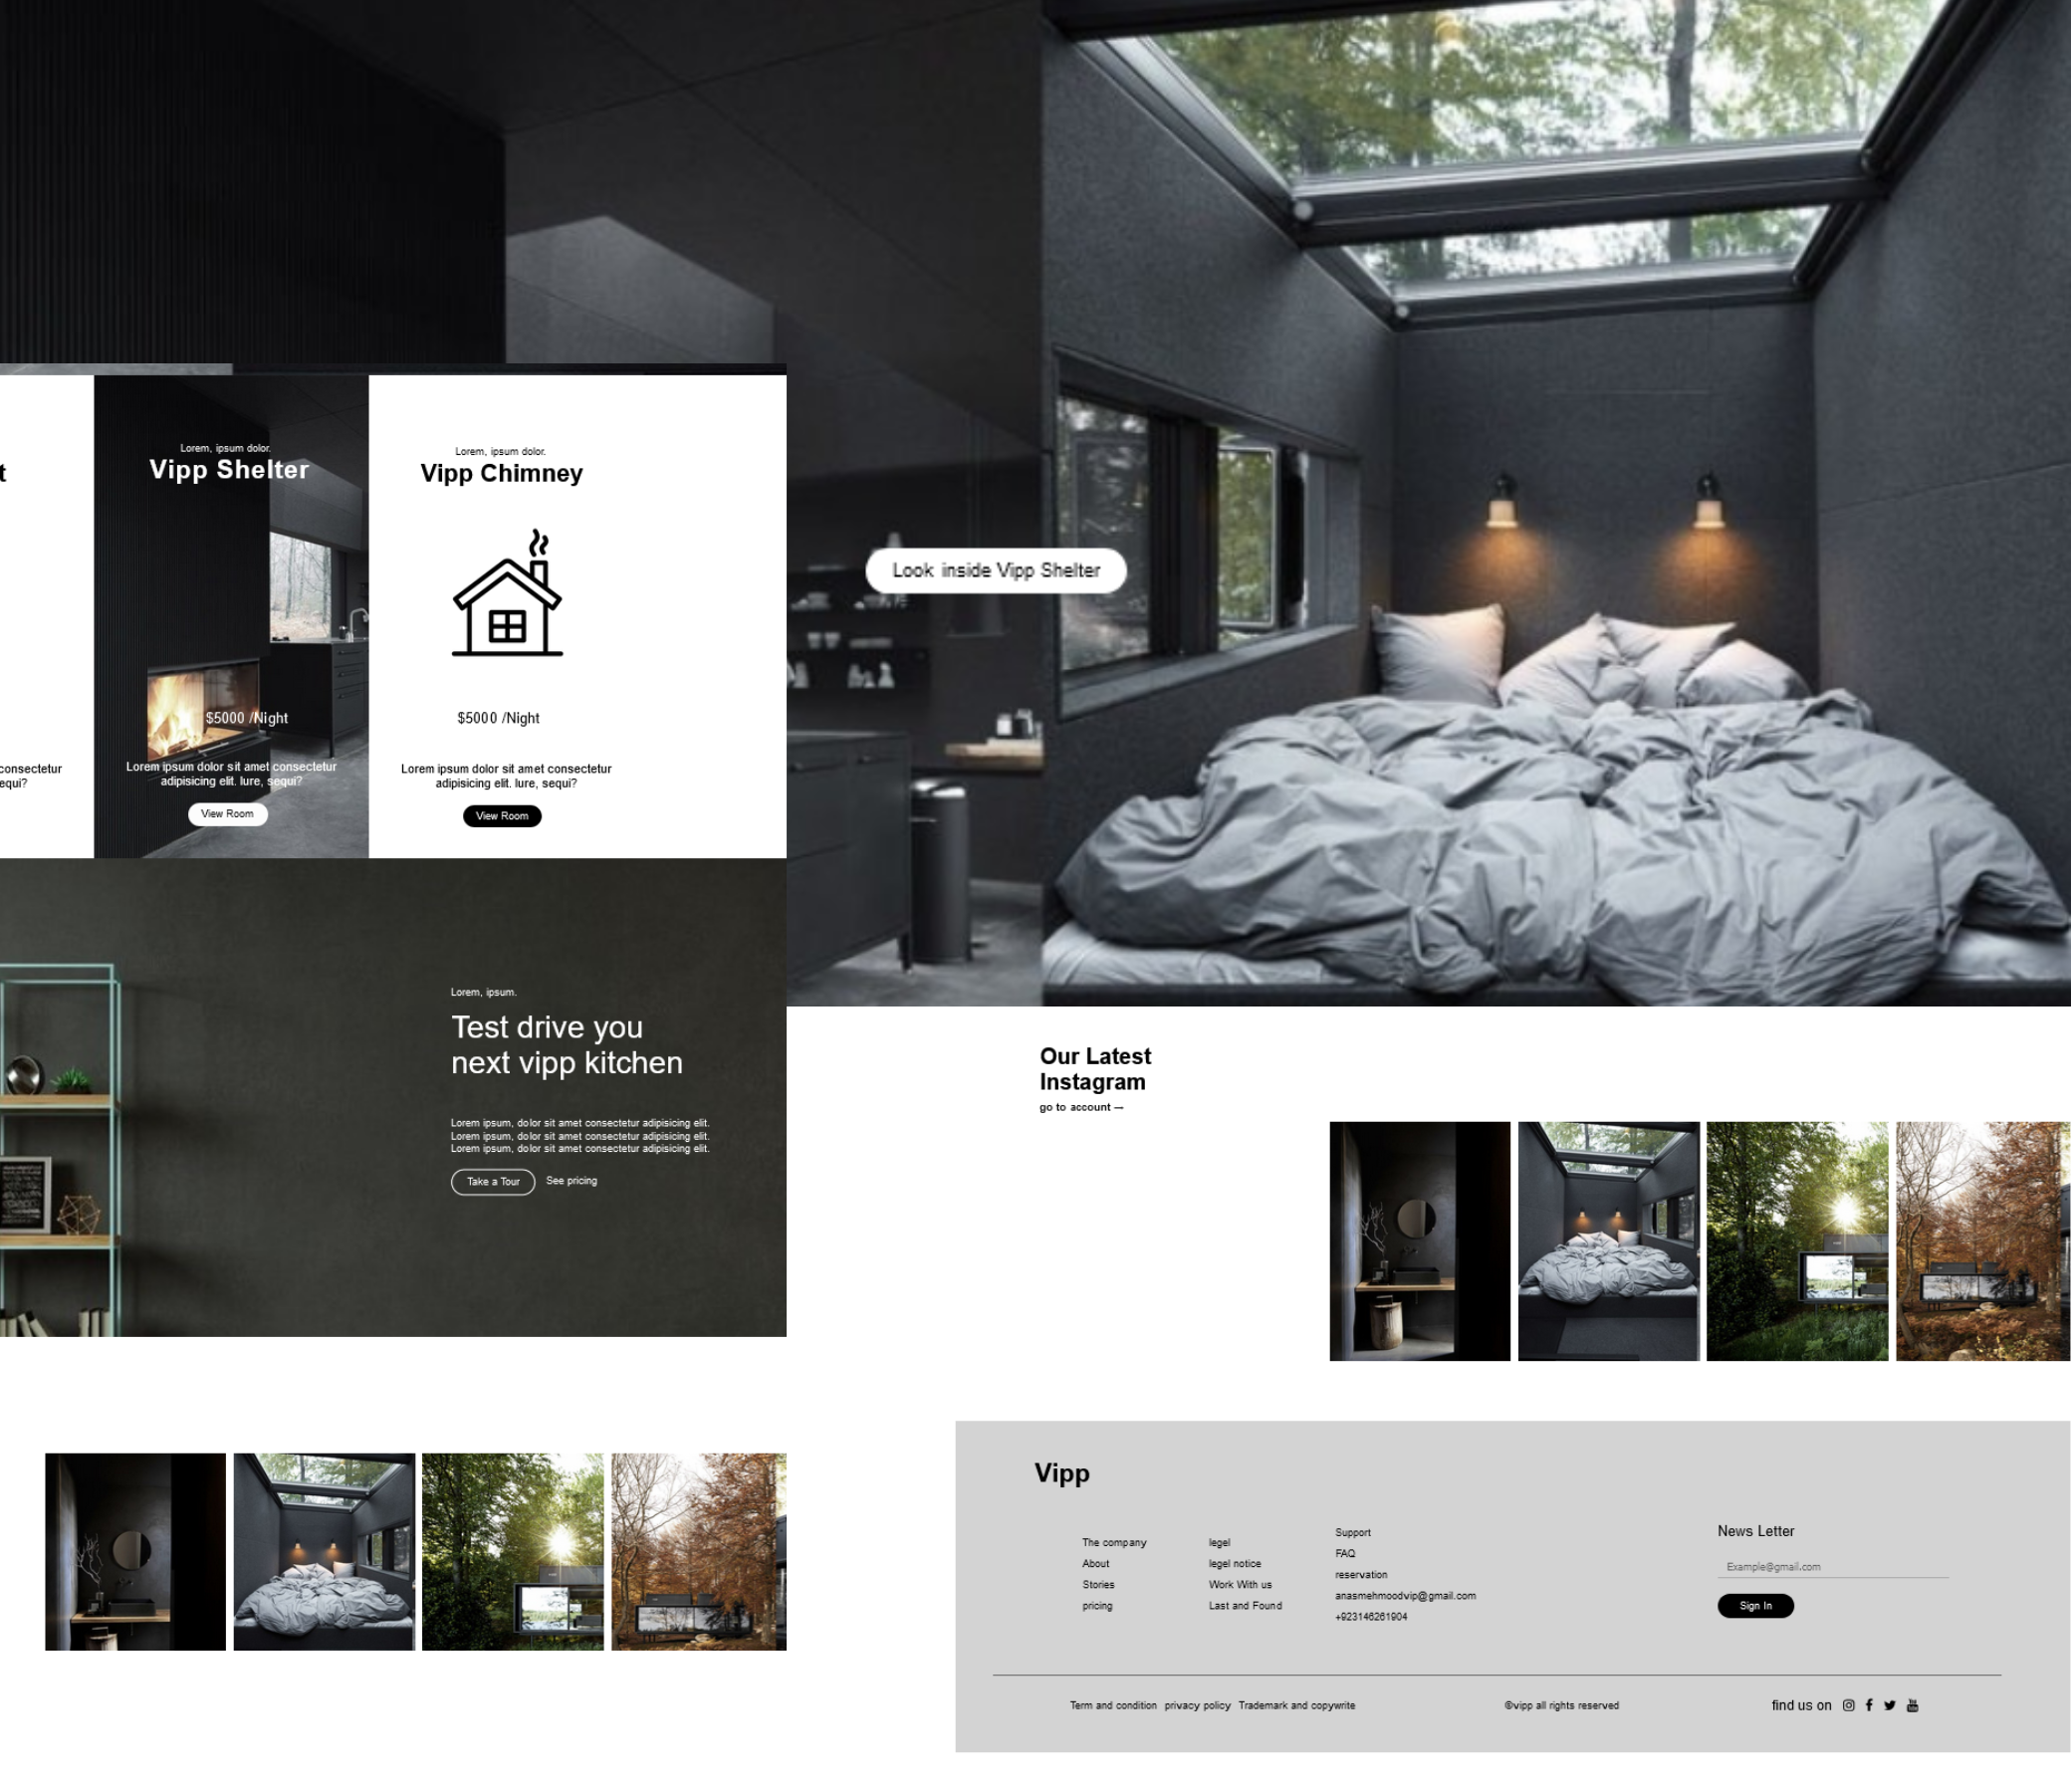 Look inside Vipp Shelter
t
consectetur
sequi?
Lorem, ipsum dolor.
Vipp Shelter
$5000 /Night
Lorem ipsum dolor sit amet consectetur
adipisicing elit. Iure, sequi?
View Room
Lorem, ipsum dolor.
Vipp Chimney
$5000 /Night
Lorem ipsum dolor sit amet consectetur
adipisicing elit. Iure, sequi?
View Room
Lorem, ipsum.
Test drive you
next vipp kitchen
Lorem ipsum, dolor sit amet consectetur adipisicing elit.
Lorem ipsum, dolor sit amet consectetur adipisicing elit.
Lorem ipsum, dolor sit amet consectetur adipisicing elit.
Take a Tour See pricing
Our Latest
Instagram
go to account —
Vipp
The company
About
Stories
pricing
legel
legel notice
Work With us
Last and Found
Support
FAQ
reservation
anasmehmoodvip@gmail.com
+923146261904
News Letter
Example@gmail.com
Sign In
Term and condition privacy policy Trademark and copywrite
©vipp all rights reserved
find us on